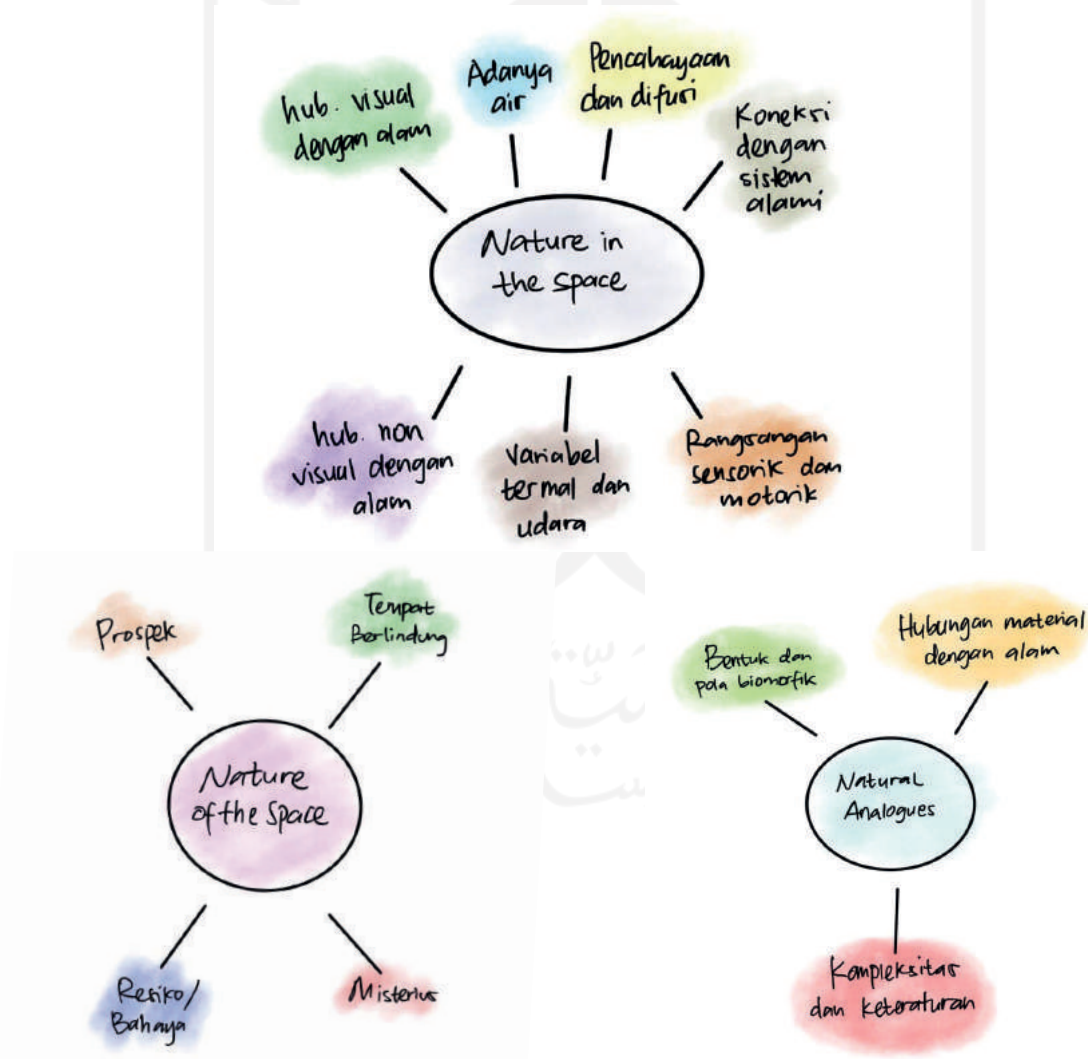 hub. visual
dengan alam
Adanya
air
Pencahayaan
dan difusi
Koneksi
dengan
sistem
alami
Nature in
the space
hub. non
visual dengan
alam
Variabel
termal dan
udara
Rangsangan
sensorik dan
motorik
Prospek
Tempat
Berlindung
Nature
of the Space
Resiko/
Bahaya
Misterius
Bentuk dan
pola biomorfik
Hubungan material
dengan alam
Natural
Analogues
Kompleksitas
dan keteraturan